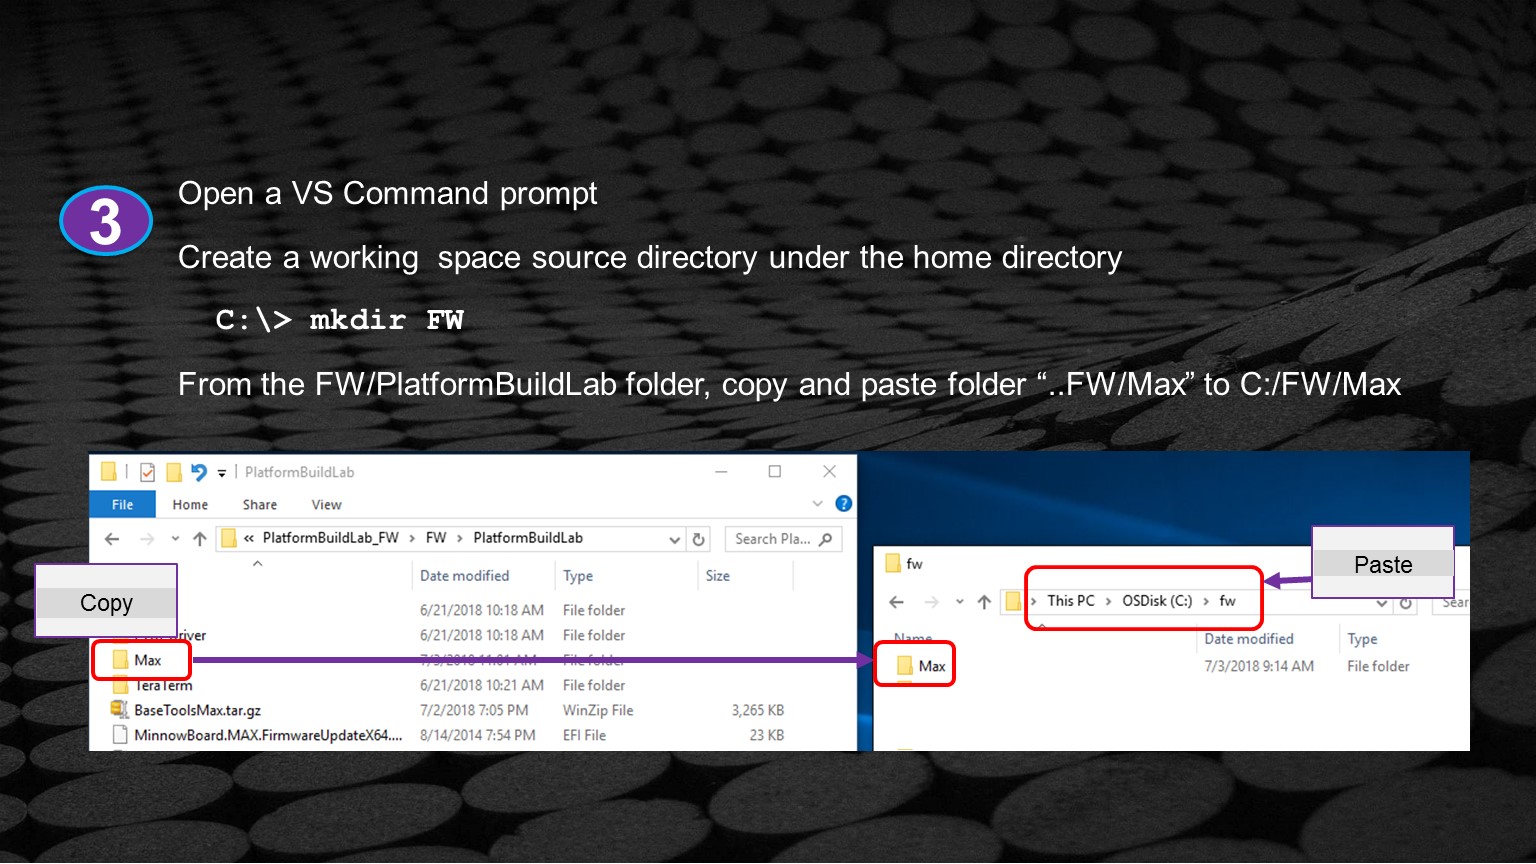 3
Open a VS Command prompt
Create a working  space source directory under the home directory
C:\> mkdir FW
From the FW/PlatformBuildLab folder, copy and paste folder “..FW/Max” to C:/FW/Max
PlatformBuildLab
File Home Share View
« PlatformBuildLab_FW › FW › PlatformBuildLab Search Pla...
Date modified Type Size
6/21/2018 10:18 AM File folder
6/21/2018 10:18 AM File folder
Max 7/3/2018 11:01 AM File folder
TeraTerm 6/21/2018 10:21 AM File folder
BaseToolsMax.tar.gz 7/2/2018 7:05 PM WinZip File 3,265 KB
MinnowBoard.MAX.FirmwareUpdateX64.... 8/14/2014 7:54 PM EFI File 23 KB
Copy
fw
› This PC › OSDisk (C:) › fw
Name Date modified Type
Max 7/3/2018 9:14 AM File folder
Paste